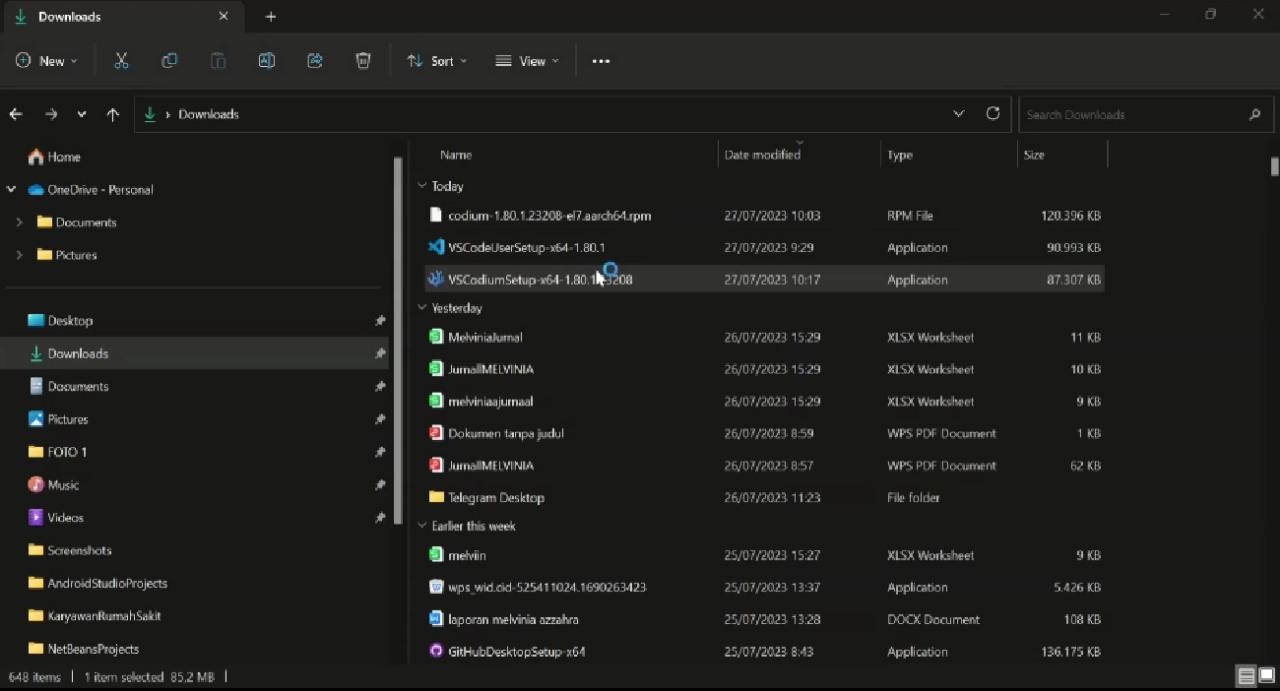 Downloads
New Sort View
Downloads Search Downloads
Home
OneDrive - Personal
Documents
Pictures
Desktop
Downloads
Documents
Pictures
FOTO 1
Music
Videos
Screenshots
AndroidStudioProjects
KaryawanRumahSakit
NetBeansProjects
Name Date modified Type Size
Today
codium-1.80.1.23208-el7.aarch64.rpm 27/07/2023 10:03 RPM File 120.396 KB
VSCodeUserSetup-x64-1.80.1 27/07/2023 9:29 Application 90.993 KB
VSCodiumSetup-x64-1.80.1.23208 27/07/2023 10:17 Application 87.307 KB
Yesterday
MelviniaJurnal 26/07/2023 15:29 XLSX Worksheet 11 KB
JurnallMELVINIA 26/07/2023 15:29 XLSX Worksheet 10 KB
melviniaajurnaal 26/07/2023 15:29 XLSX Worksheet 9 KB
Dokumen tanpa judul 26/07/2023 8:59 WPS PDF Document 1 KB
JurnallMELVINIA 26/07/2023 8:57 WPS PDF Document 62 KB
Telegram Desktop 26/07/2023 11:23 File folder
Earlier this week
melviin 25/07/2023 15:27 XLSX Worksheet 9 KB
wps_wid.cid-525411024.1690263423 25/07/2023 13:37 Application 5.426 KB
laporan melvinia azzahra 25/07/2023 13:28 DOCX Document 108 KB
GitHubDesktopSetup-x64 25/07/2023 8:43 Application 136.175 KB
648 items 1 item selected 85,2 MB